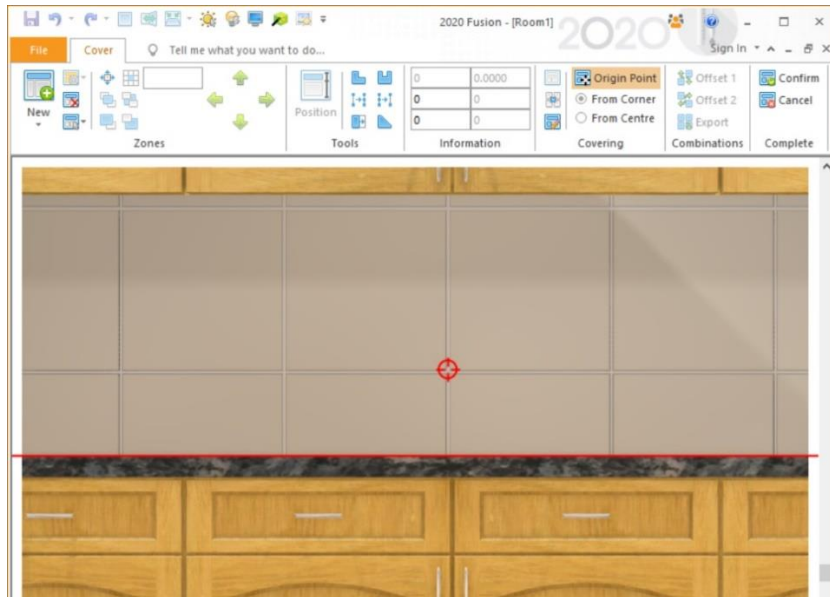 2020 Fusion - [Room1]
2020
Sign In
File
Cover
Tell me what you want to do...
New
Zones
Position
Tools
0 0.0000
0 0
0 0
Information
Origin Point
From Corner
From Centre
Covering
Offset 1
Offset 2
Export
Combinations
Confirm
Cancel
Complete